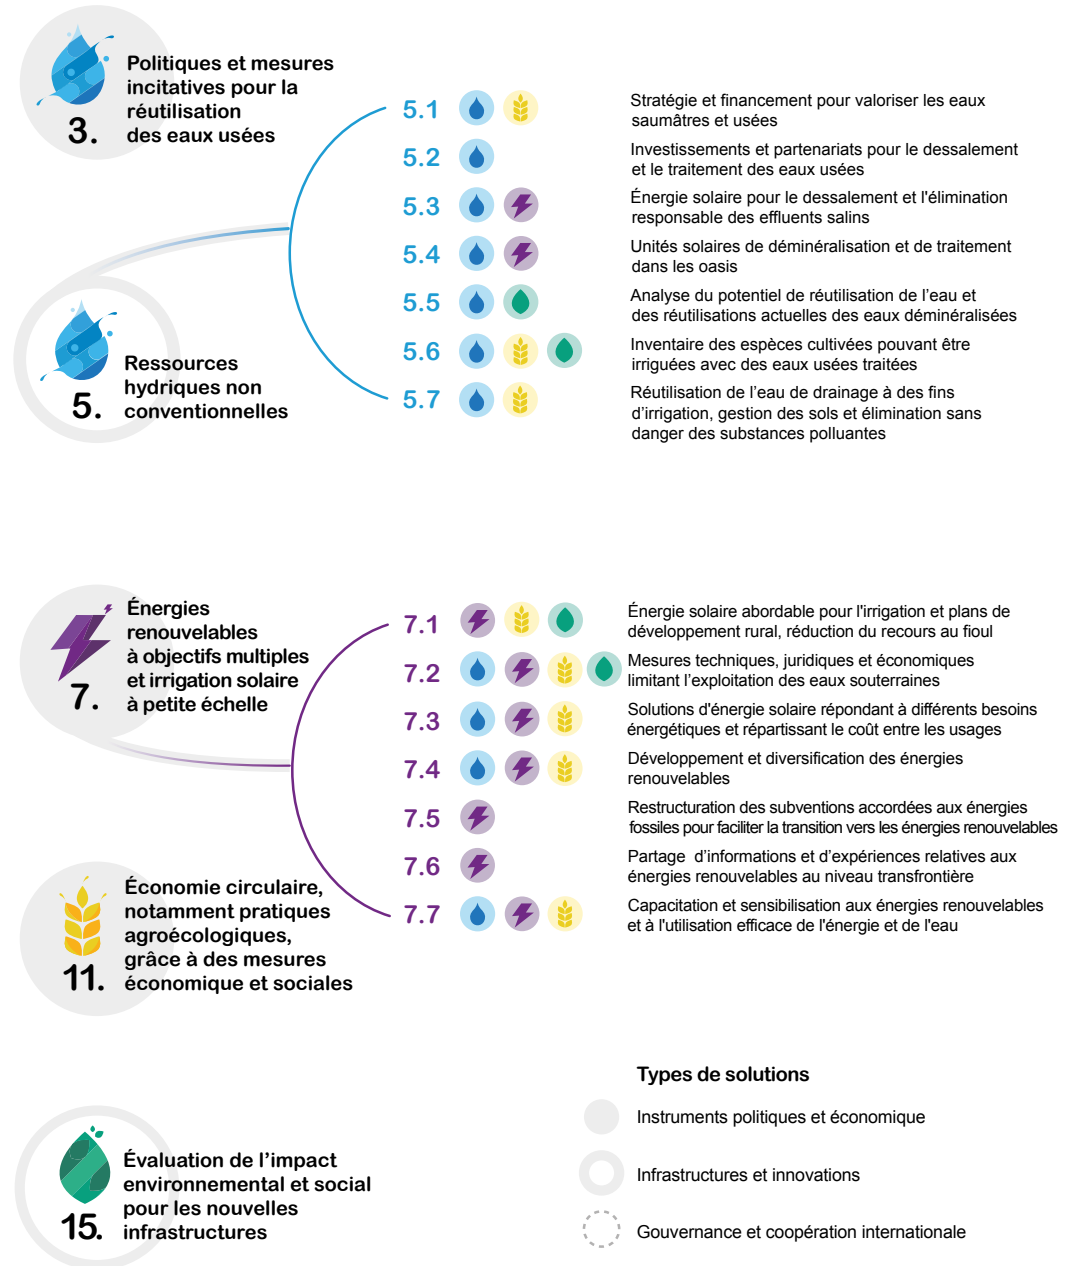 Politiques et mesures
incitatives pour la
réutilisation
des eaux usées
3.
5.1
Stratégie et financement pour valoriser les eaux
saumâtres et usées
5.2
Investissements et partenariats pour le dessalement
et le traitement des eaux usées
5.3
Énergie solaire pour le dessalement et l'élimination
responsable des effluents salins
5.4
Unités solaires de déminéralisation et de traitement
dans les oasis
5.5
Analyse du potentiel de réutilisation de l’eau et
des réutilisations actuelles des eaux déminéralisées
5.6
Inventaire des espèces cultivées pouvant être
irriguées avec des eaux usées traitées
5.7
Réutilisation de l’eau de drainage à des fins
d’irrigation, gestion des sols et élimination sans
danger des substances polluantes
Ressources
hydriques non
conventionnelles
5.
Énergies
renouvelables
à objectifs multiples
et irrigation solaire
à petite échelle
7.
7.1
Énergie solaire abordable pour l'irrigation et plans de
développement rural, réduction du recours au fioul
7.2
Mesures techniques, juridiques et économiques
limitant l’exploitation des eaux souterraines
7.3
Solutions d'énergie solaire répondant à différents besoins
énergétiques et répartissant le coût entre les usages
7.4
Développement et diversification des énergies
renouvelables
7.5
Restructuration des subventions accordées aux énergies
fossiles pour faciliter la transition vers les énergies renouvelables
7.6
Partage d’informations et d’expériences relatives aux
énergies renouvelables au niveau transfrontière
7.7
Capacitation et sensibilisation aux énergies renouvelables
et à l'utilisation efficace de l'énergie et de l'eau
Économie circulaire,
notamment pratiques
agroécologiques,
grâce à des mesures
économique et sociales
11.
Évaluation de l’impact
environnemental et social
pour les nouvelles
infrastructures
15.
Types de solutions
Instruments politiques et économique
Infrastructures et innovations
Gouvernance et coopération internationale